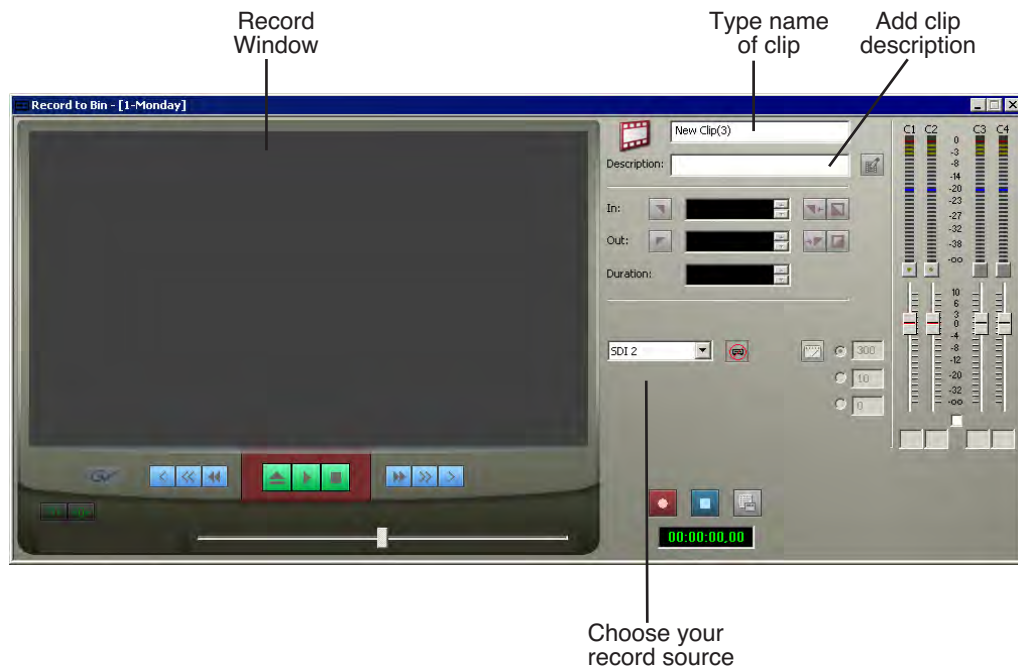 Record
Window
Type name
of clip
Add clip
description
Record to Bin - [1-Monday]
New Clip(3)
Description:
In:
Out:
Duration:
SDI 2
300
10
0
C1 C2 C3 C4
0
-3
-8
-14
-20
-23
-27
-32
-38
-oo
10
6
3
0
-4
-8
-12
-20
-32
-oo
GV
00:00:00,00
Choose your
record source